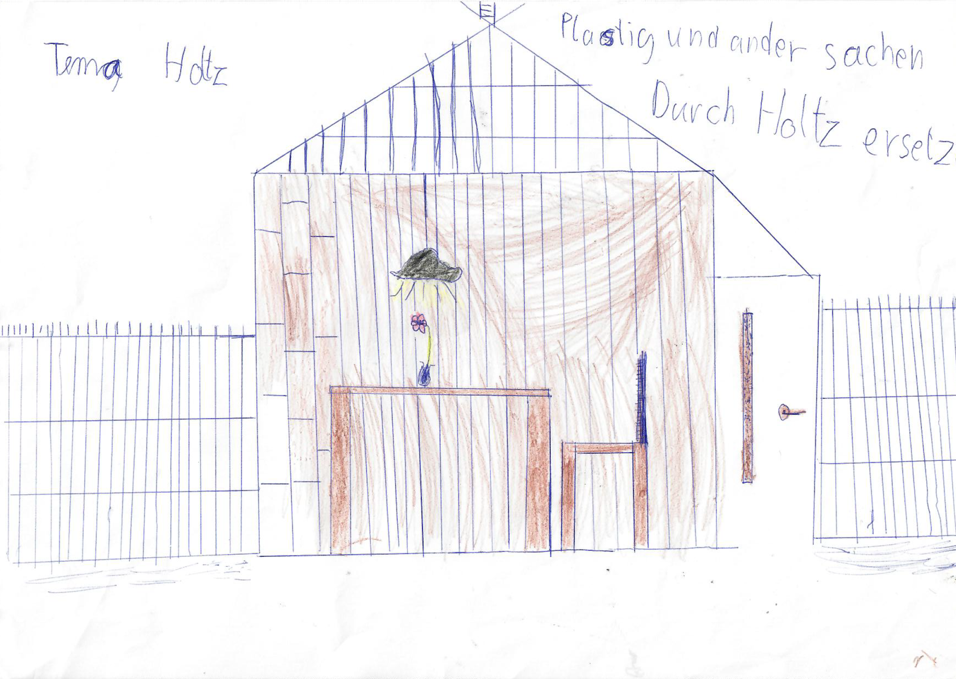 Tema Holtz
Plastig und ander sachen
Durch Holtz ersetz